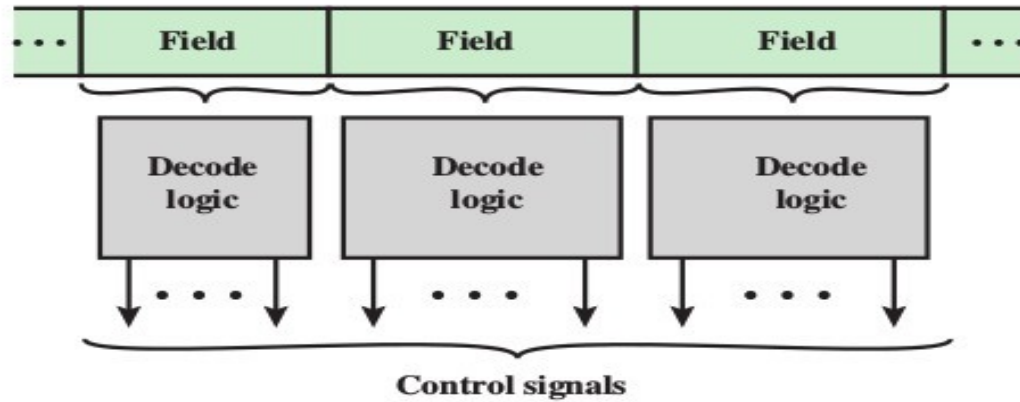 ... Field Field Field ...
Decode Decode Decode
logic logic logic
... ... ...
Control signals